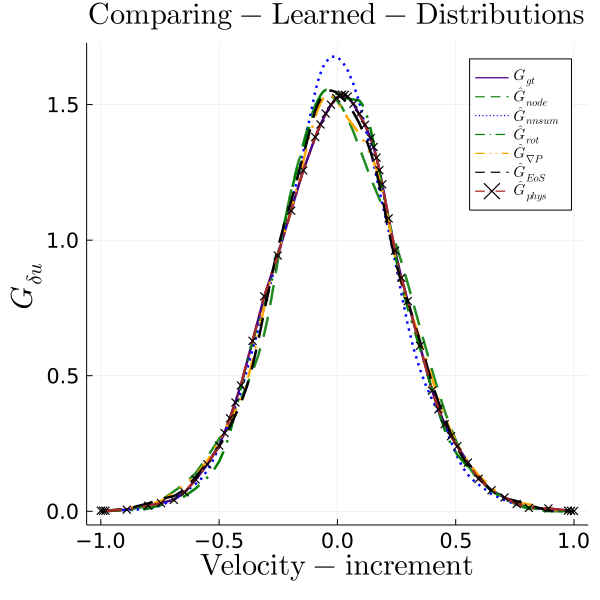 Comparing − Learned − Distributions
G_gt
Ĝ_node
Ĝ_nnsum
Ĝ_rot
Ĝ_∇P
Ĝ_EoS
Ĝ_phys
G_δu
1.5
1.0
0.5
0.0
−1.0 −0.5 0.0 0.5 1.0
Velocity − increment